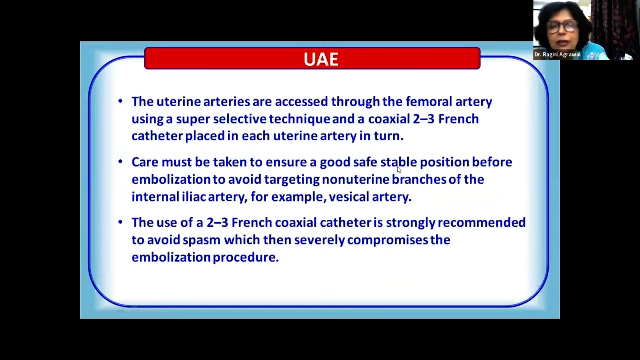 UAE
• The uterine arteries are accessed through the femoral artery
using a super selective technique and a coaxial 2–3 French
catheter placed in each uterine artery in turn.
• Care must be taken to ensure a good safe stable position before
embolization to avoid targeting nonuterine branches of the
internal iliac artery, for example, vesical artery.
• The use of a 2–3 French coaxial catheter is strongly recommended
to avoid spasm which then severely compromises the
embolization procedure.
Dr. Ragini Agrawal